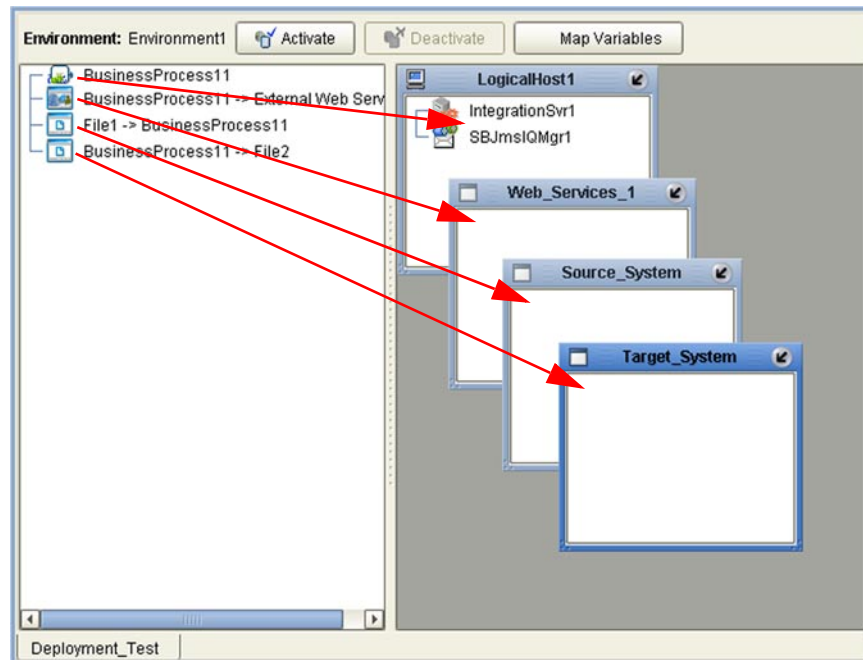 Environment: Environment1 Activate Deactivate Map Variables
BusinessProcess11
BusinessProcess11 -> External Web Serv
File1 -> BusinessProcess11
BusinessProcess11 -> File2
LogicalHost1
IntegrationSvr1
SBJmsIQMgr1
Web_Services_1
Source_System
Target_System
Deployment_Test